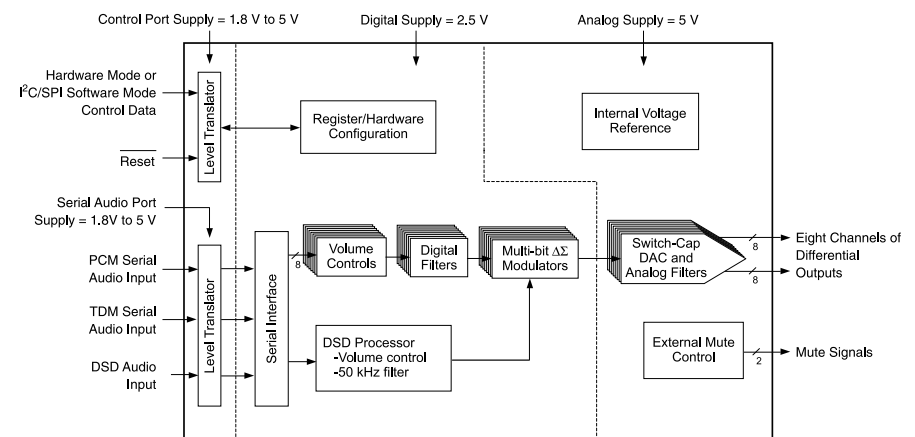 Control Port Supply = 1.8 V to 5 V
Digital Supply = 2.5 V
Analog Supply = 5 V
Hardware Mode or
I²C/SPI Software Mode
Control Data
Reset
Level Translator
Register/Hardware
Configuration
Internal Voltage
Reference
Serial Audio Port
Supply = 1.8V to 5 V
PCM Serial
Audio Input
TDM Serial
Audio Input
DSD Audio
Input
Level Translator
Serial Interface
8
Volume
Controls
Digital
Filters
Multi-bit ΔΣ
Modulators
Switch-Cap
DAC and
Analog Filters
8
8
Eight Channels of
Differential
Outputs
DSD Processor
-Volume control
-50 kHz filter
External Mute
Control
2
Mute Signals